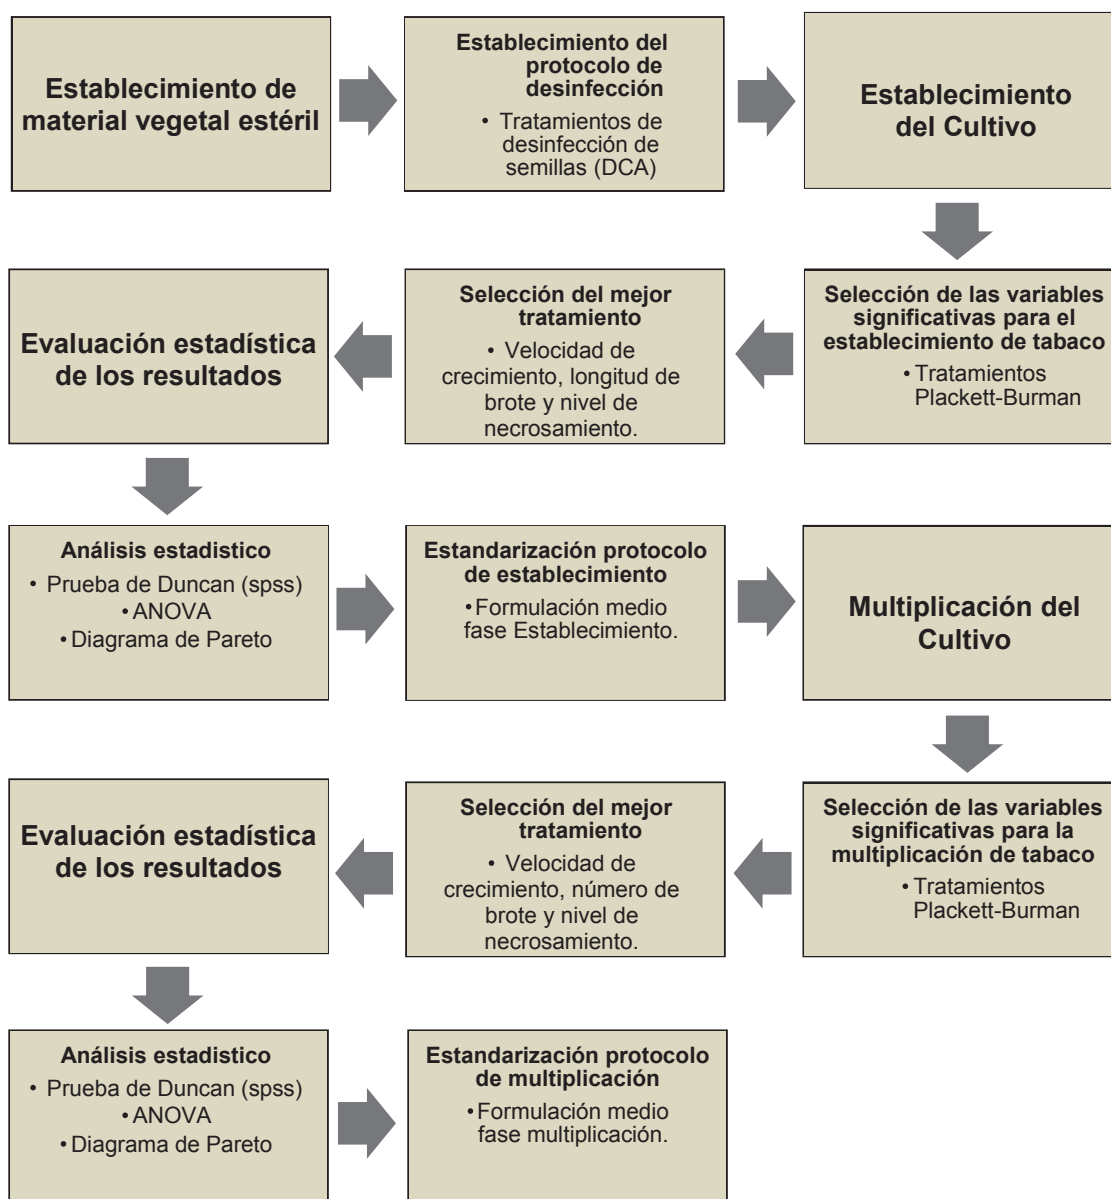 Establecimiento de
material vegetal estéril
Establecimiento del
protocolo de
desinfección
• Tratamientos de
desinfección de
semillas (DCA)
Establecimiento
del Cultivo
Selección de las variables
significativas para el
establecimiento de tabaco
• Tratamientos
Plackett-Burman
Selección del mejor
tratamiento
• Velocidad de
crecimiento, longitud de
brote y nivel de
necrosamiento.
Evaluación estadística
de los resultados
Análisis estadistico
• Prueba de Duncan (spss)
• ANOVA
• Diagrama de Pareto
Estandarización protocolo
de establecimiento
• Formulación medio
fase Establecimiento.
Multiplicación del
Cultivo
Selección de las variables
significativas para la
multiplicación de tabaco
• Tratamientos
Plackett-Burman
Selección del mejor
tratamiento
• Velocidad de
crecimiento, número de
brote y nivel de
necrosamiento.
Evaluación estadística
de los resultados
Análisis estadistico
• Prueba de Duncan (spss)
• ANOVA
• Diagrama de Pareto
Estandarización protocolo
de multiplicación
• Formulación medio
fase multiplicación.